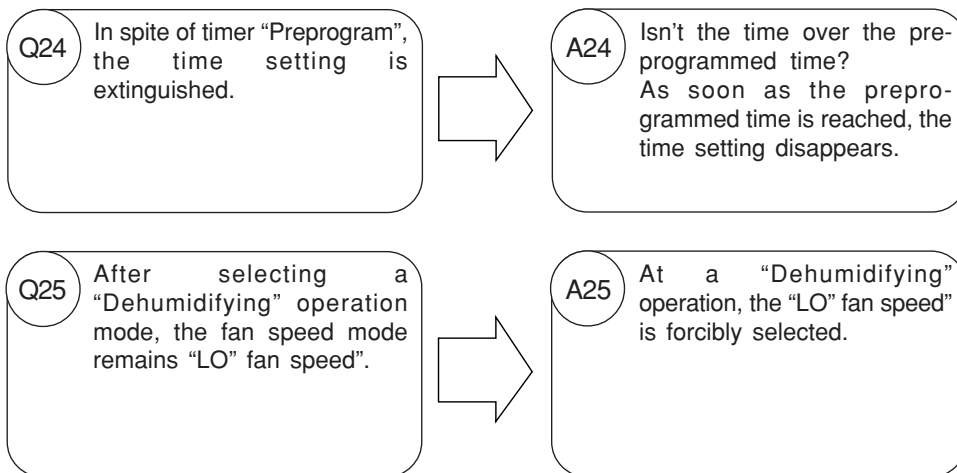 Q24
In spite of timer “Preprogram”,
the time setting is
extinguished.
A24
Isn’t the time over the pre-
programmed time?
As soon as the prepro-
grammed time is reached, the
time setting disappears.
Q25
After selecting a
“Dehumidifying” operation
mode, the fan speed mode
remains “LO” fan speed”.
A25
At a “Dehumidifying”
operation, the “LO” fan speed”
is forcibly selected.